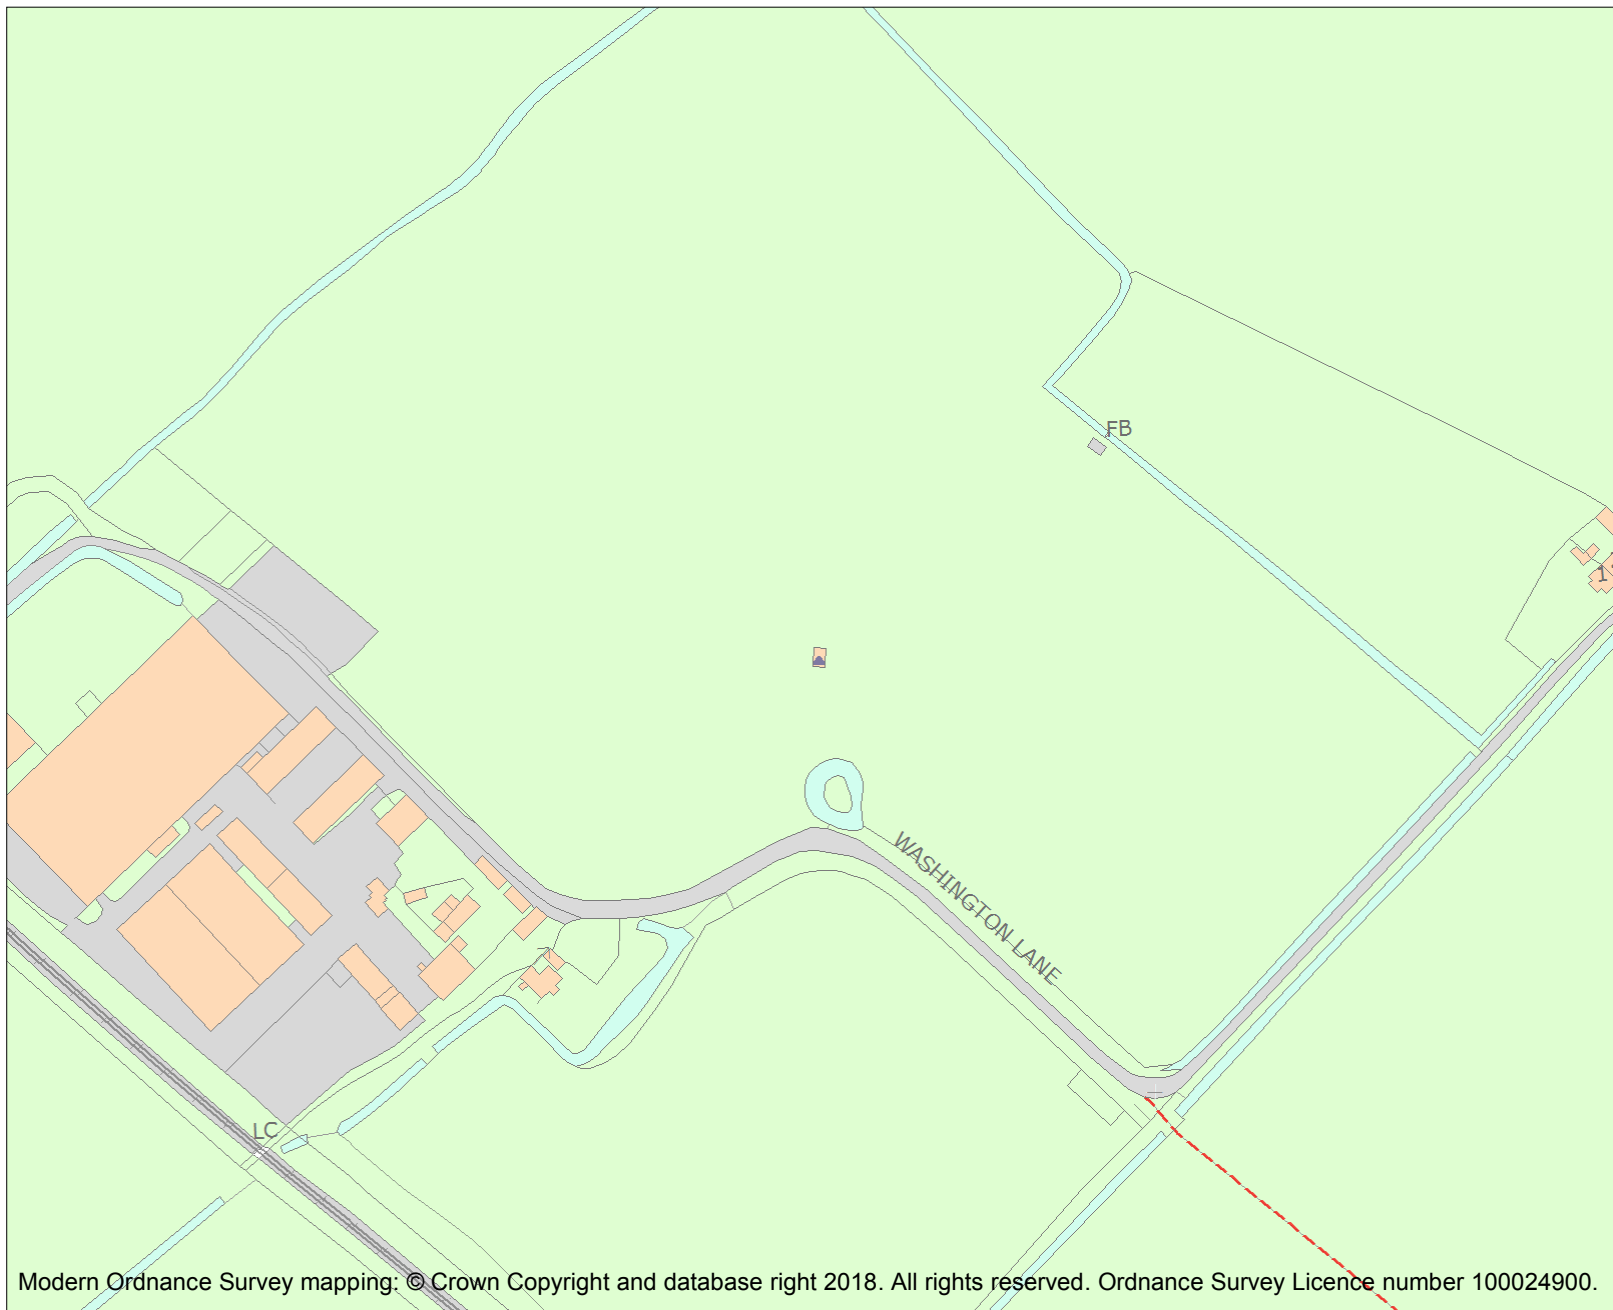 FB
WASHINGTON LANE
LC
Modern Ordnance Survey mapping: © Crown Copyright and database right 2018. All rights reserved. Ordnance Survey Licence number 100024900.